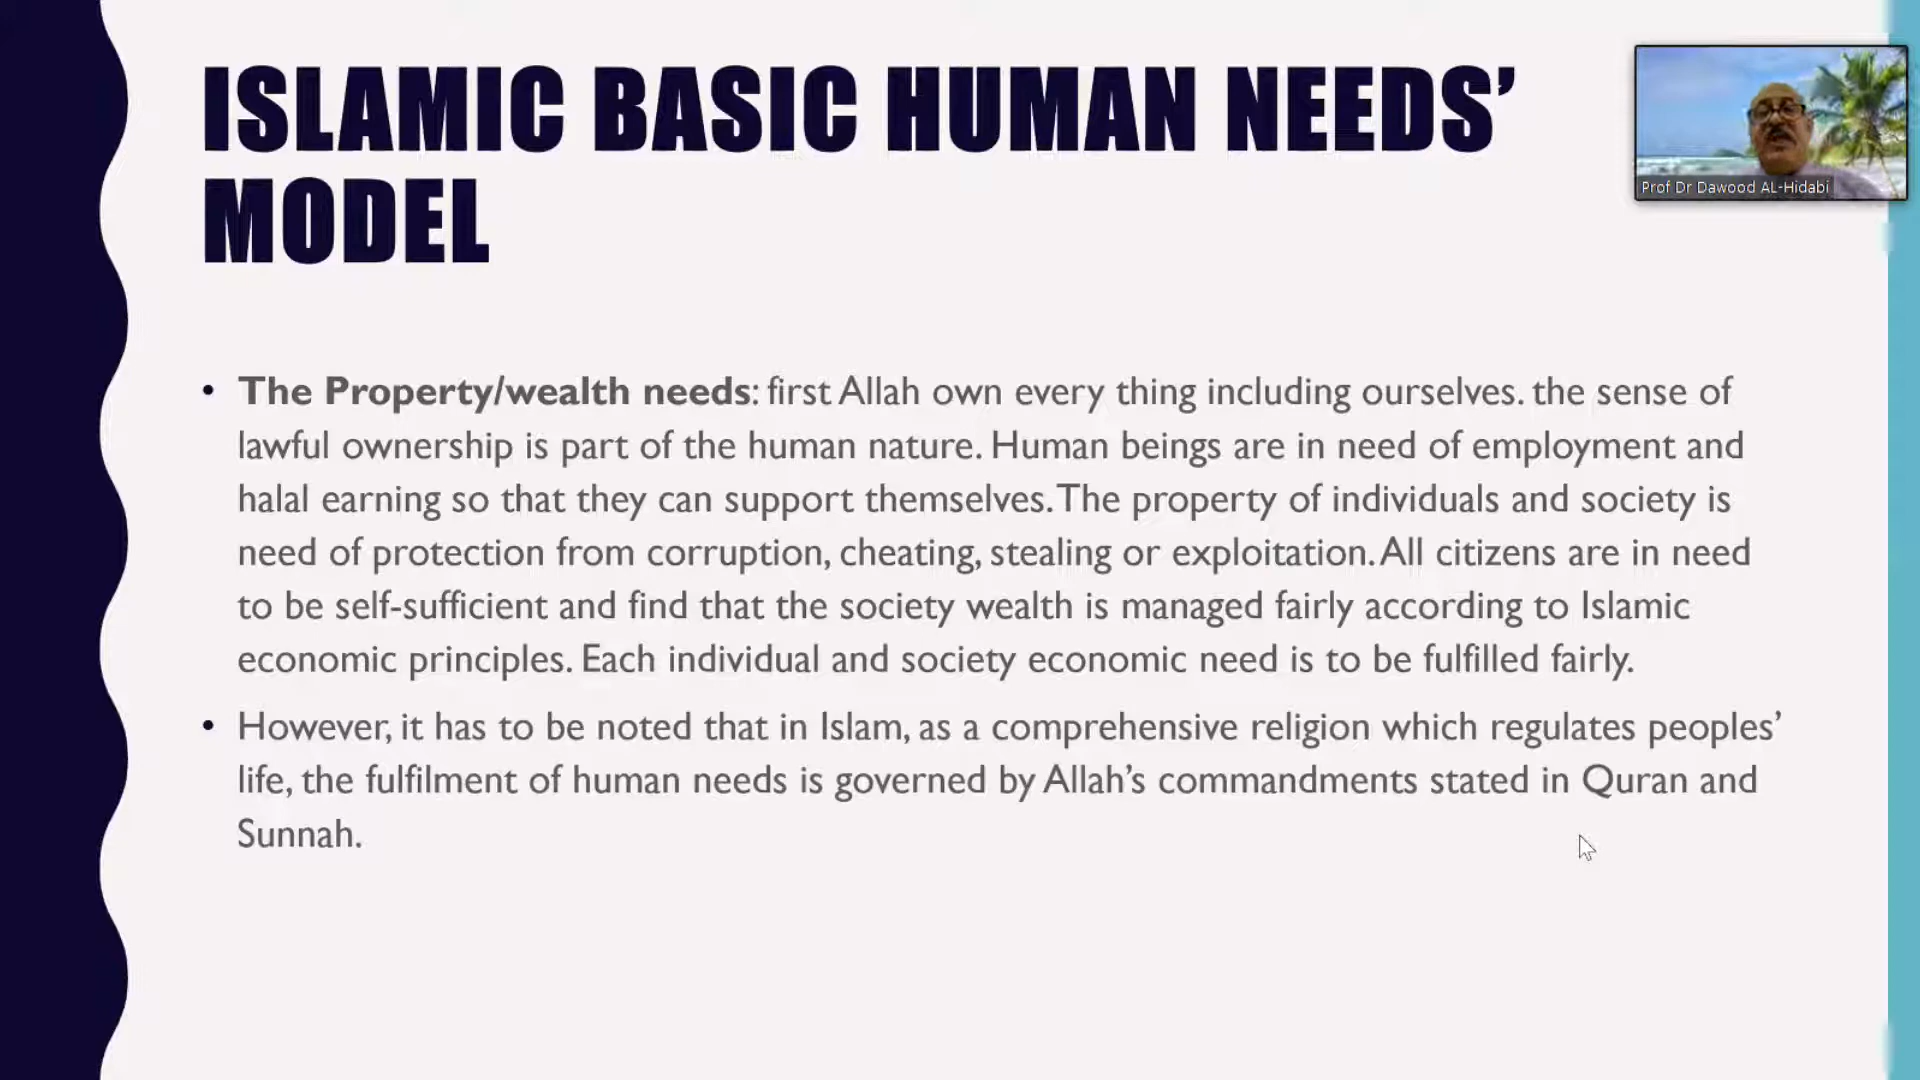 ISLAMIC BASIC HUMAN NEEDS’
MODEL
Prof Dr Dawood AL-Hidabi
• The Property/wealth needs: first Allah own every thing including ourselves. the sense of
lawful ownership is part of the human nature. Human beings are in need of employment and
halal earning so that they can support themselves. The property of individuals and society is
need of protection from corruption, cheating, stealing or exploitation. All citizens are in need
to be self-sufficient and find that the society wealth is managed fairly according to Islamic
economic principles. Each individual and society economic need is to be fulfilled fairly.
• However, it has to be noted that in Islam, as a comprehensive religion which regulates peoples’
life, the fulfilment of human needs is governed by Allah’s commandments stated in Quran and
Sunnah.